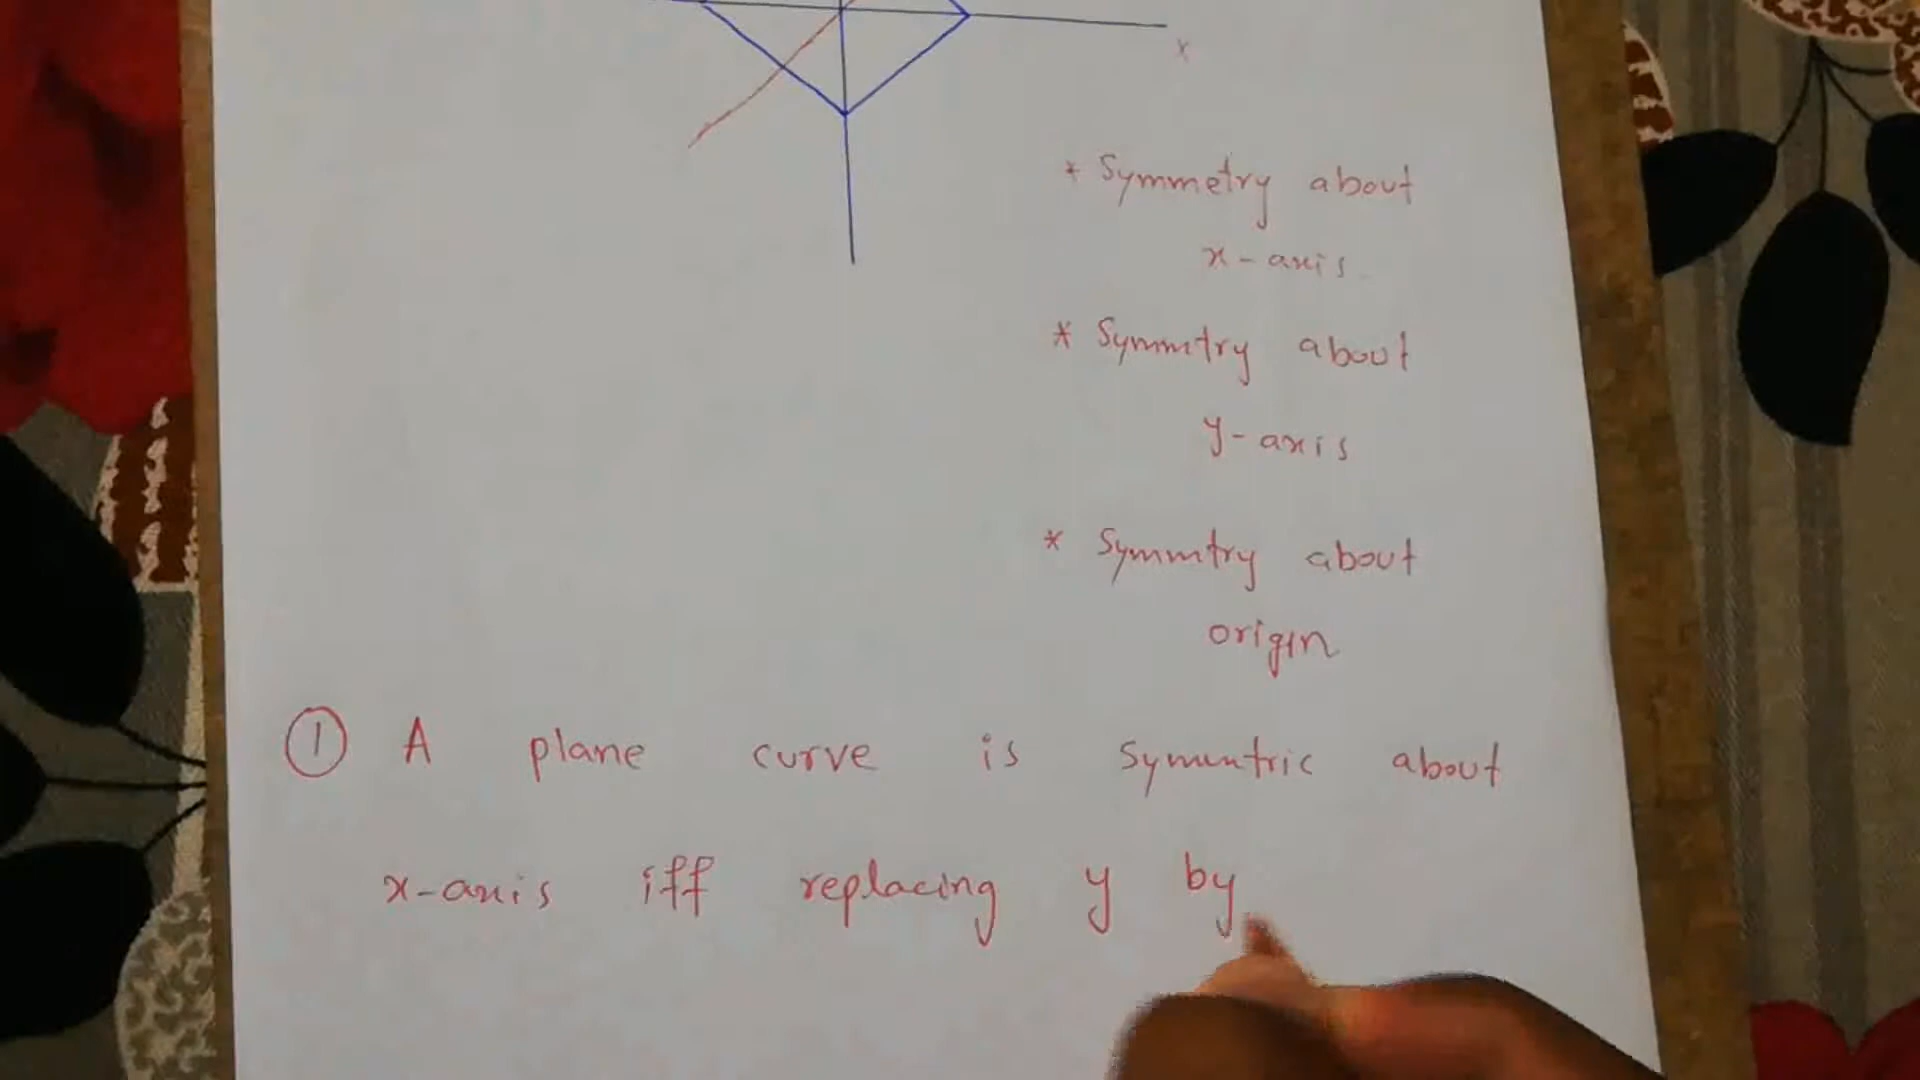 x
* Symmetry about
x-axis
* Symmtry about
y-axis
* Symmtry about
origin
① A plane curve is Symmtric about
x-axis iff replacing y by